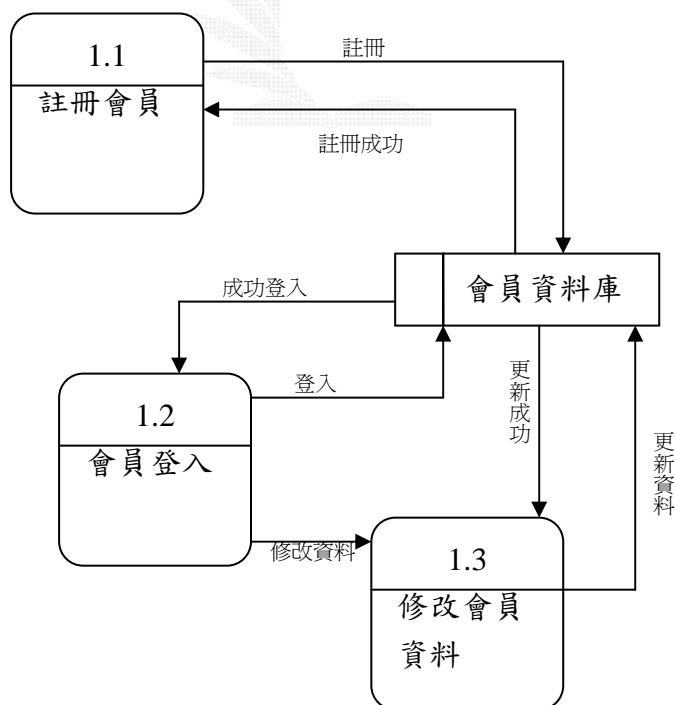 1.1
註冊會員
註冊
註冊成功
會員資料庫
成功登入
登入
1.2
會員登入
更新成功
更新資料
修改資料
1.3
修改會員
資料